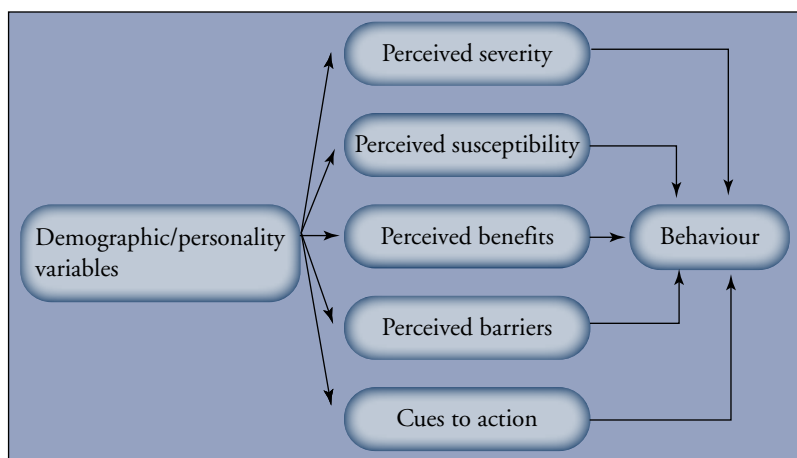 Perceived severity
Perceived susceptibility
Demographic/personality
variables
Perceived benefits
Behaviour
Perceived barriers
Cues to action